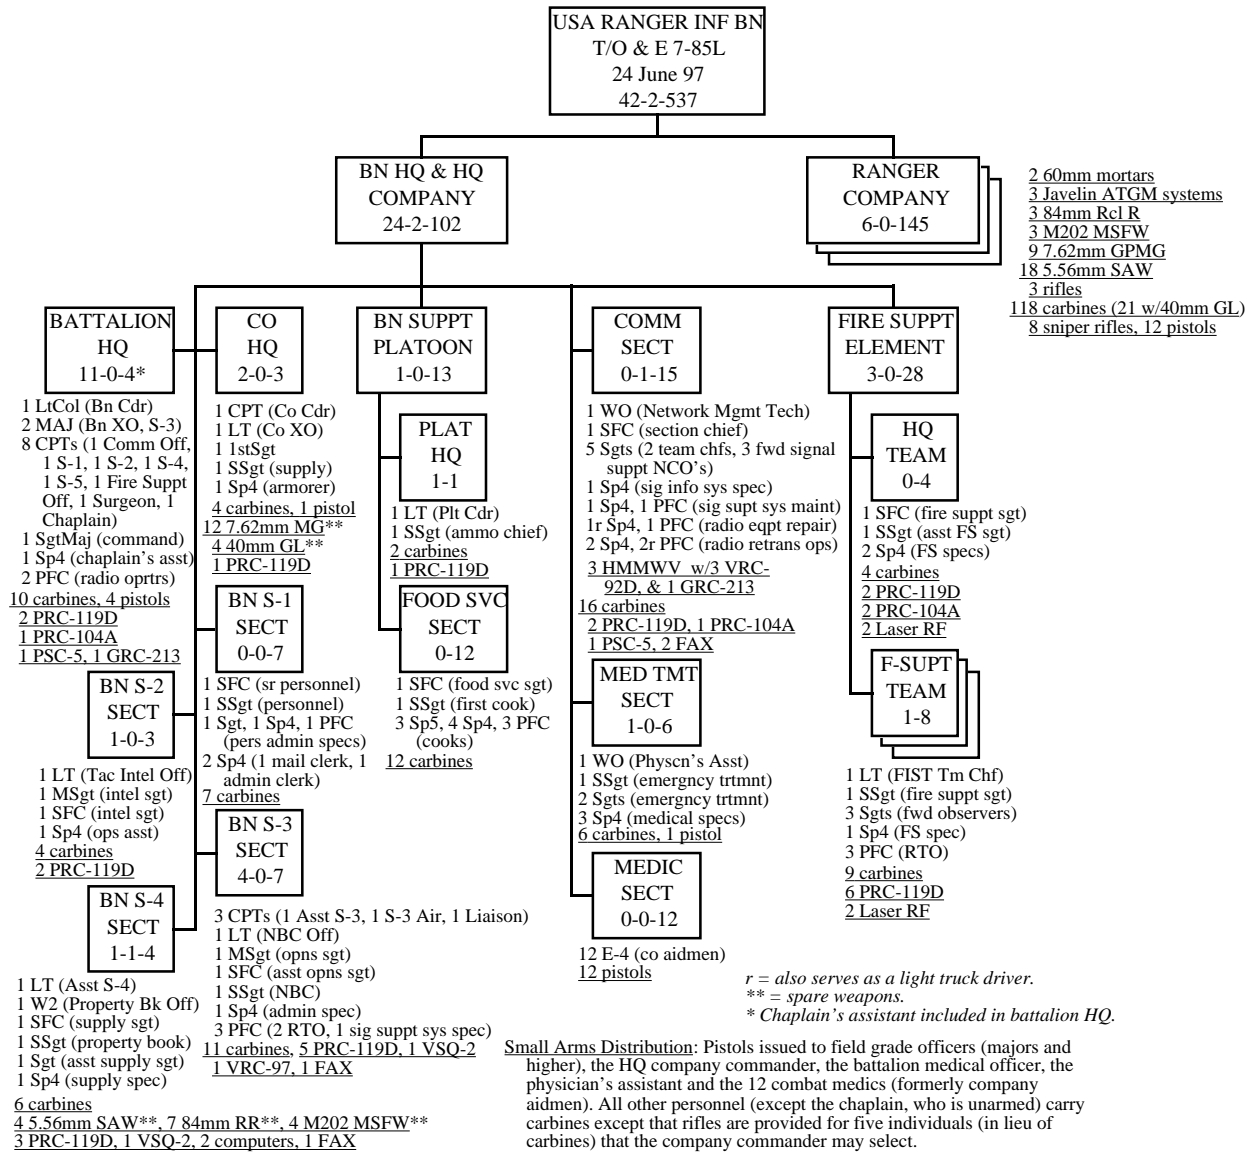 USA RANGER INF BN
T/O & E 7-85L
24 June 97
42-2-537
BN HQ & HQ
COMPANY
24-2-102
RANGER
COMPANY
6-0-145
2 60mm mortars
3 Javelin ATGM systems
3 84mm Rcl R
3 M202 MSFW
9 7.62mm GPMG
18 5.56mm SAW
3 rifles
118 carbines (21 w/40mm GL)
8 sniper rifles, 12 pistols
BATTALION
HQ
11-0-4*
1 LtCol (Bn Cdr)
2 MAJ (Bn XO, S-3)
8 CPTs (1 Comm Off,
1 S-1, 1 S-2, 1 S-4,
1 S-5, 1 Fire Suppt
Off, 1 Surgeon, 1
Chaplain)
1 SgtMaj (command)
1 Sp4 (chaplain's asst)
2 PFC (radio oprtrs)
10 carbines, 4 pistols
2 PRC-119D
1 PRC-104A
1 PSC-5, 1 GRC-213
CO
HQ
2-0-3
1 CPT (Co Cdr)
1 LT (Co XO)
1 1stSgt
1 SSgt (supply)
1 Sp4 (armorer)
4 carbines, 1 pistol
12 7.62mm MG**
4 40mm GL**
1 PRC-119D
BN S-1
SECT
0-0-7
1 SFC (sr personnel)
1 SSgt (personnel)
1 Sgt, 1 Sp4, 1 PFC
(pers admin specs)
2 Sp4 (1 mail clerk, 1
admin clerk)
7 carbines
BN S-2
SECT
1-0-3
1 LT (Tac Intel Off)
1 MSgt (intel sgt)
1 SFC (intel sgt)
1 Sp4 (ops asst)
4 carbines
2 PRC-119D
BN S-3
SECT
4-0-7
3 CPTs (1 Asst S-3, 1 S-3 Air, 1 Liaison)
1 LT (NBC Off)
1 MSgt (opns sgt)
1 SFC (asst opns sgt)
1 SSgt (NBC)
1 Sp4 (admin spec)
3 PFC (2 RTO, 1 sig suppt sys spec)
11 carbines, 5 PRC-119D, 1 VSQ-2
1 VRC-97, 1 FAX
BN S-4
SECT
1-1-4
1 LT (Asst S-4)
1 W2 (Property Bk Off)
1 SFC (supply sgt)
1 SSgt (property book)
1 Sgt (asst supply sgt)
1 Sp4 (supply spec)
6 carbines
4 5.56mm SAW**, 7 84mm RR**, 4 M202 MSFW**
3 PRC-119D, 1 VSQ-2, 2 computers, 1 FAX
BN SUPPT
PLATOON
1-0-13
PLAT
HQ
1-1
1 LT (Plt Cdr)
1 SSgt (ammo chief)
2 carbines
1 PRC-119D
FOOD SVC
SECT
0-12
1 SFC (food svc sgt)
1 SSgt (first cook)
3 Sp5, 4 Sp4, 3 PFC
(cooks)
12 carbines
COMM
SECT
0-1-15
1 WO (Network Mgmt Tech)
1 SFC (section chief)
5 Sgts (2 team chfs, 3 fwd signal
suppt NCO's)
1 Sp4 (sig info sys spec)
1 Sp4, 1 PFC (sig supt sys maint)
1r Sp4, 1 PFC (radio eqpt repair)
2 Sp4, 2r PFC (radio retrans ops)
3 HMMWV w/3 VRC-
92D, & 1 GRC-213
16 carbines
2 PRC-119D, 1 PRC-104A
1 PSC-5, 2 FAX
MED TMT
SECT
1-0-6
1 WO (Physcn's Asst)
1 SSgt (emergncy trtmnt)
2 Sgts (emergncy trtmnt)
3 Sp4 (medical specs)
6 carbines, 1 pistol
MEDIC
SECT
0-0-12
12 E-4 (co aidmen)
12 pistols
FIRE SUPPT
ELEMENT
3-0-28
HQ
TEAM
0-4
1 SFC (fire suppt sgt)
1 SSgt (asst FS sgt)
2 Sp4 (FS specs)
4 carbines
2 PRC-119D
2 PRC-104A
2 Laser RF
F-SUPT
TEAM
1-8
1 LT (FIST Tm Chf)
1 SSgt (fire suppt sgt)
3 Sgts (fwd observers)
1 Sp4 (FS spec)
3 PFC (RTO)
9 carbines
6 PRC-119D
2 Laser RF
r = also serves as a light truck driver.
** = spare weapons.
* Chaplain's assistant included in battalion HQ.
Small Arms Distribution: Pistols issued to field grade officers (majors and
higher), the HQ company commander, the battalion medical officer, the
physician's assistant and the 12 combat medics (formerly company
aidmen). All other personnel (except the chaplain, who is unarmed) carry
carbines except that rifles are provided for five individuals (in lieu of
carbines) that the company commander may select.